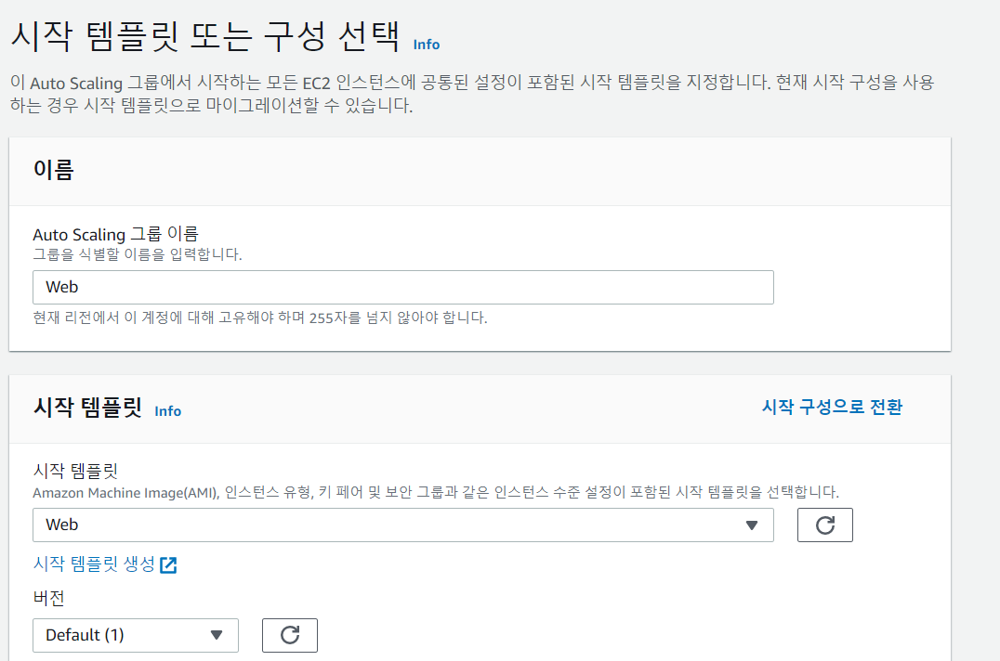 시작 템플릿 또는 구성 선택 Info
이 Auto Scaling 그룹에서 시작하는 모든 EC2 인스턴스에 공통된 설정이 포함된 시작 템플릿을 지정합니다. 현재 시작 구성을 사용
하는 경우 시작 템플릿으로 마이그레이션할 수 있습니다.
이름
Auto Scaling 그룹 이름
그룹을 식별할 이름을 입력합니다.
Web
현재 리전에서 이 계정에 대해 고유해야 하며 255자를 넘지 않아야 합니다.
시작 템플릿 Info
시작 구성으로 전환
시작 템플릿
Amazon Machine Image(AMI), 인스턴스 유형, 키 페어 및 보안 그룹과 같은 인스턴스 수준 설정이 포함된 시작 템플릿을 선택합니다.
Web
시작 템플릿 생성
버전
Default (1)